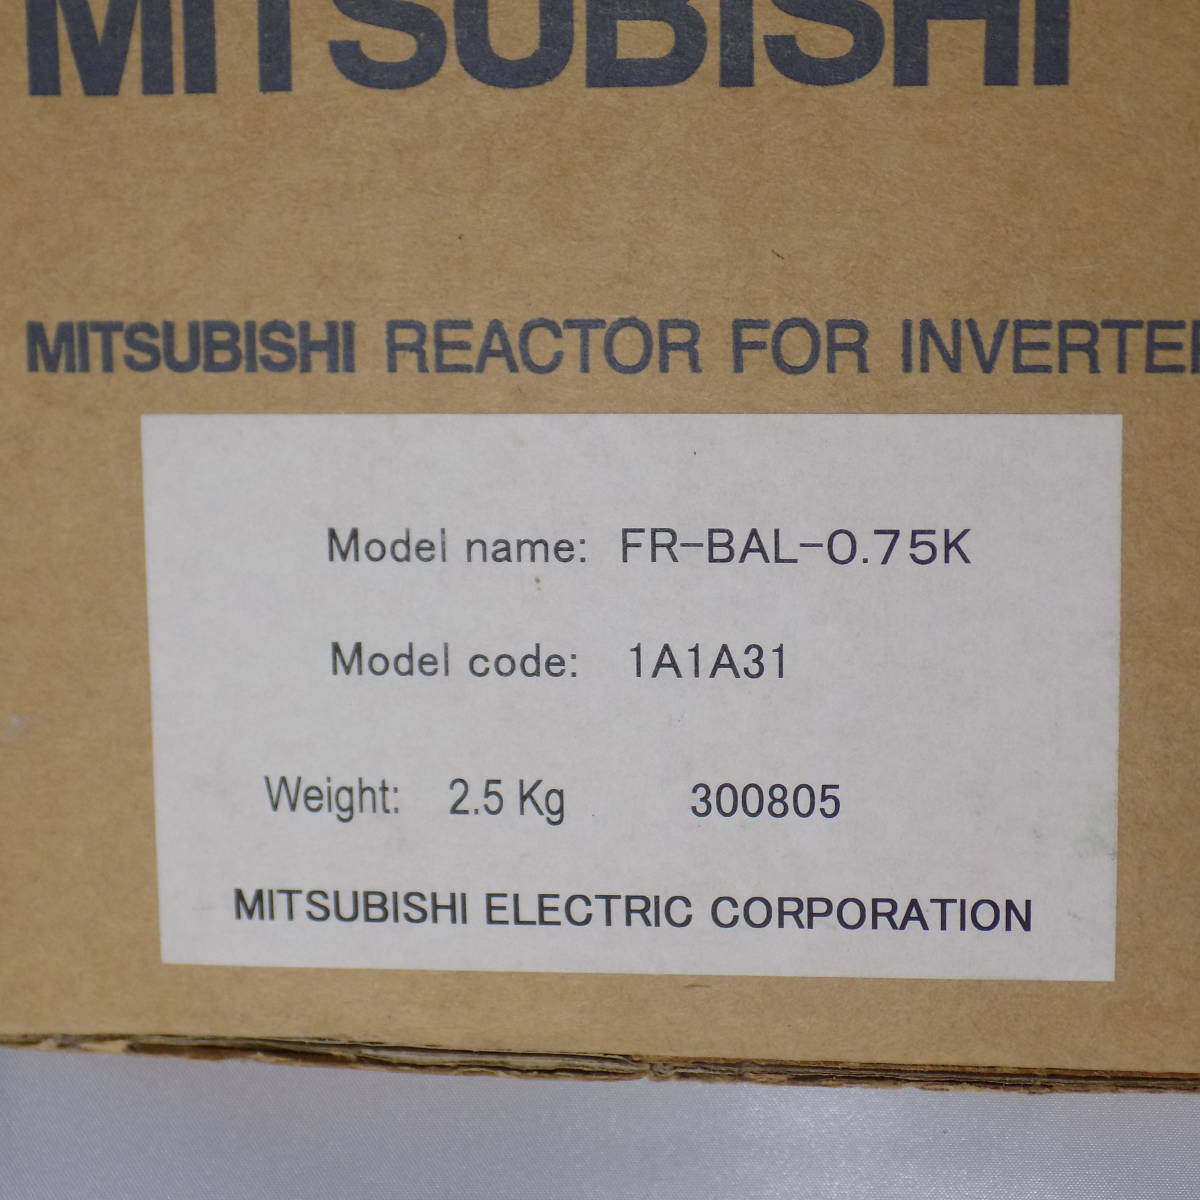 MITSUBISHI
MITSUBISHI REACTOR FOR INVERTER
Model name: FR-BAL-0.75K
Model code: 1A1A31
Weight: 2.5 Kg 300805
MITSUBISHI ELECTRIC CORPORATION